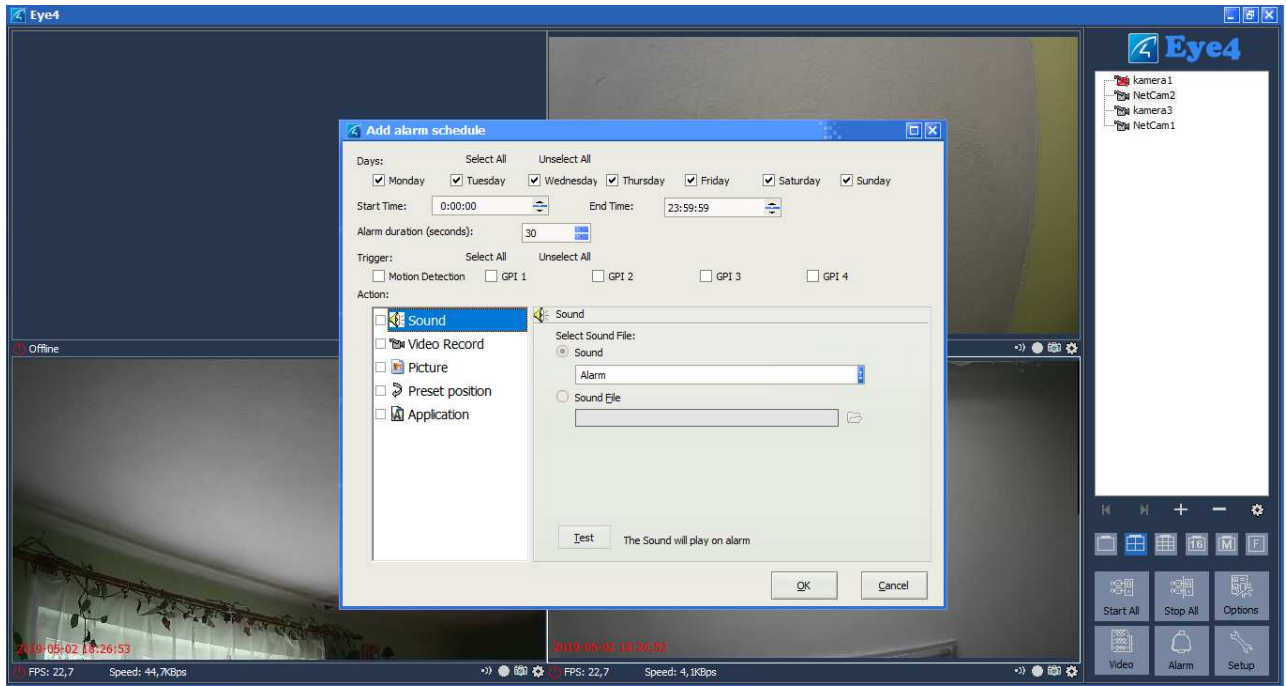 Eye4
Eye4
kamera1
NetCam2
kamera3
NetCam1
Add alarm schedule
Days: Select All Unselect All
Monday Tuesday Wednesday Thursday Friday Saturday Sunday
Start Time: 0:00:00 End Time: 23:59:59
Alarm duration (seconds): 30
Trigger: Select All Unselect All
Motion Detection GPI 1 GPI 2 GPI 3 GPI 4
Action:
Sound
Video Record
Picture
Preset position
Application
Sound
Select Sound File:
Sound
Alarm
Sound File
Test The Sound will play on alarm
OK Cancel
Offline
2019-05-02 18:26:53
2019-05-02 18:26:52
FPS: 22,7 Speed: 44,7KBps
FPS: 22,7 Speed: 4,1KBps
16 M F
Start All Stop All Options
Video Alarm Setup